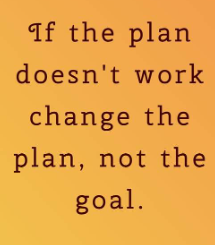 If the plan
doesn't work
change the
plan, not the
goal.